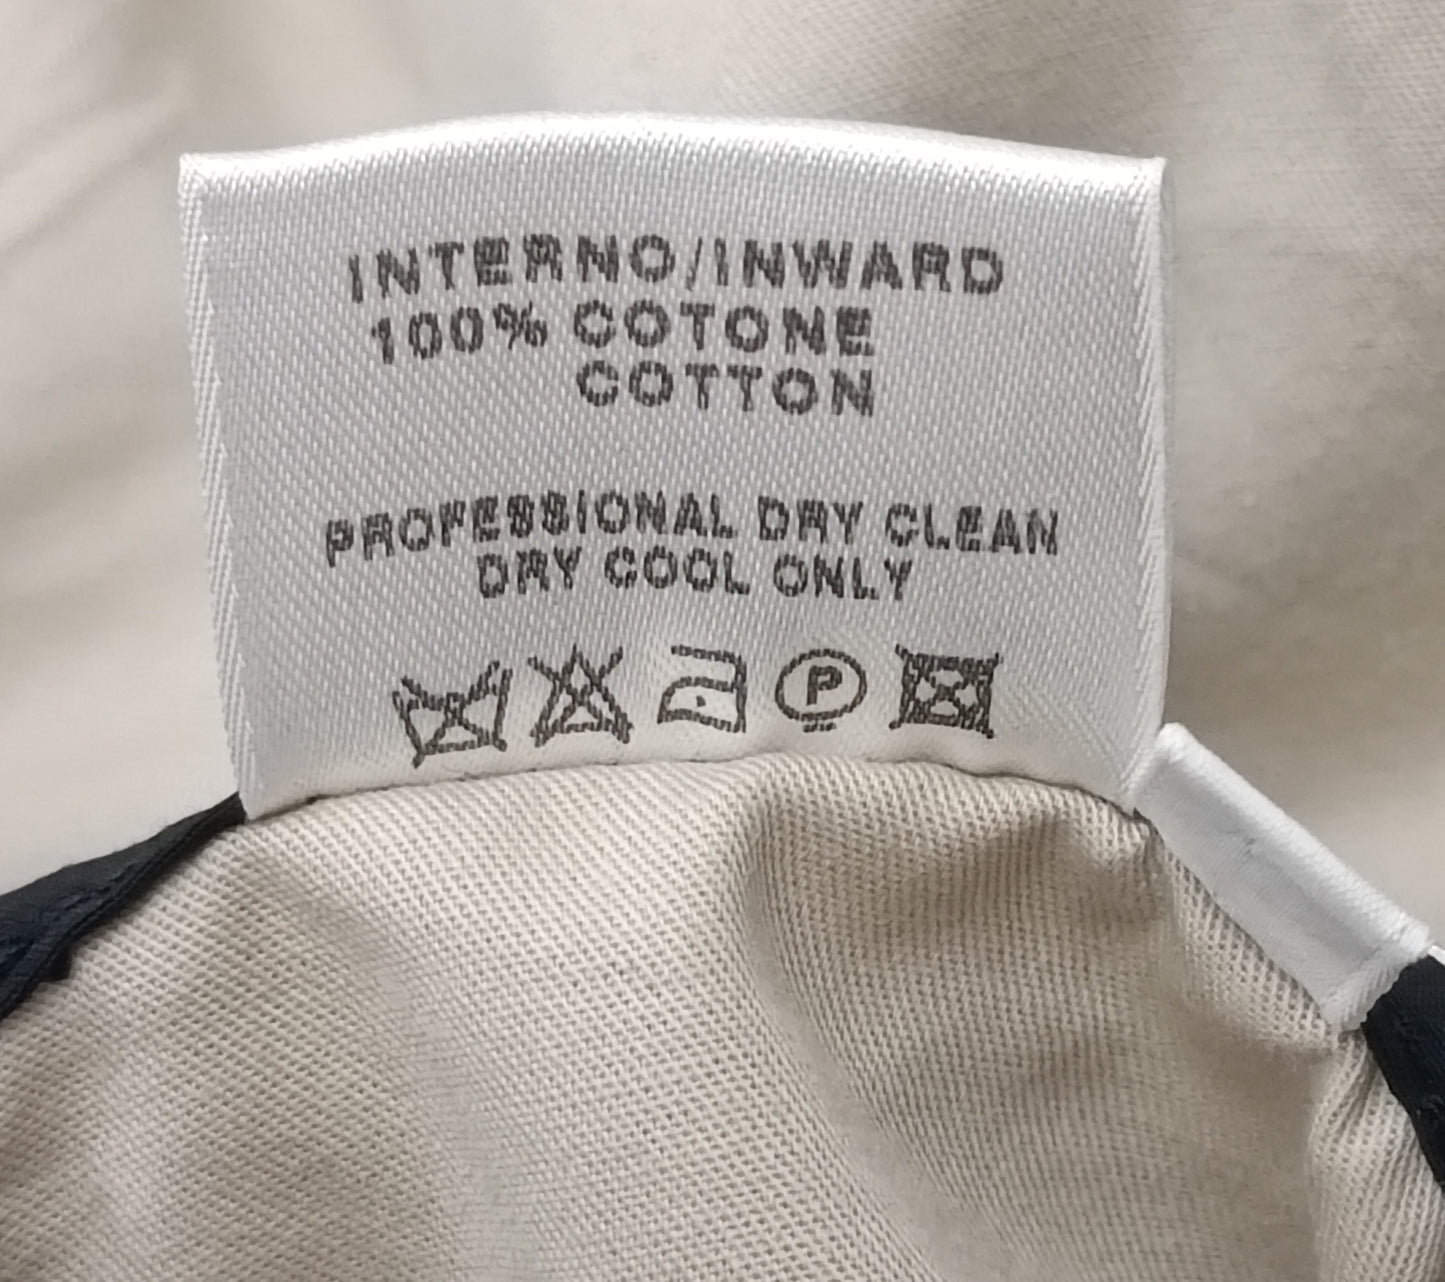 INTERNO/INWARD
100% COTONE
COTTON
PROFESSIONAL DRY CLEAN
DRY COOL ONLY
P